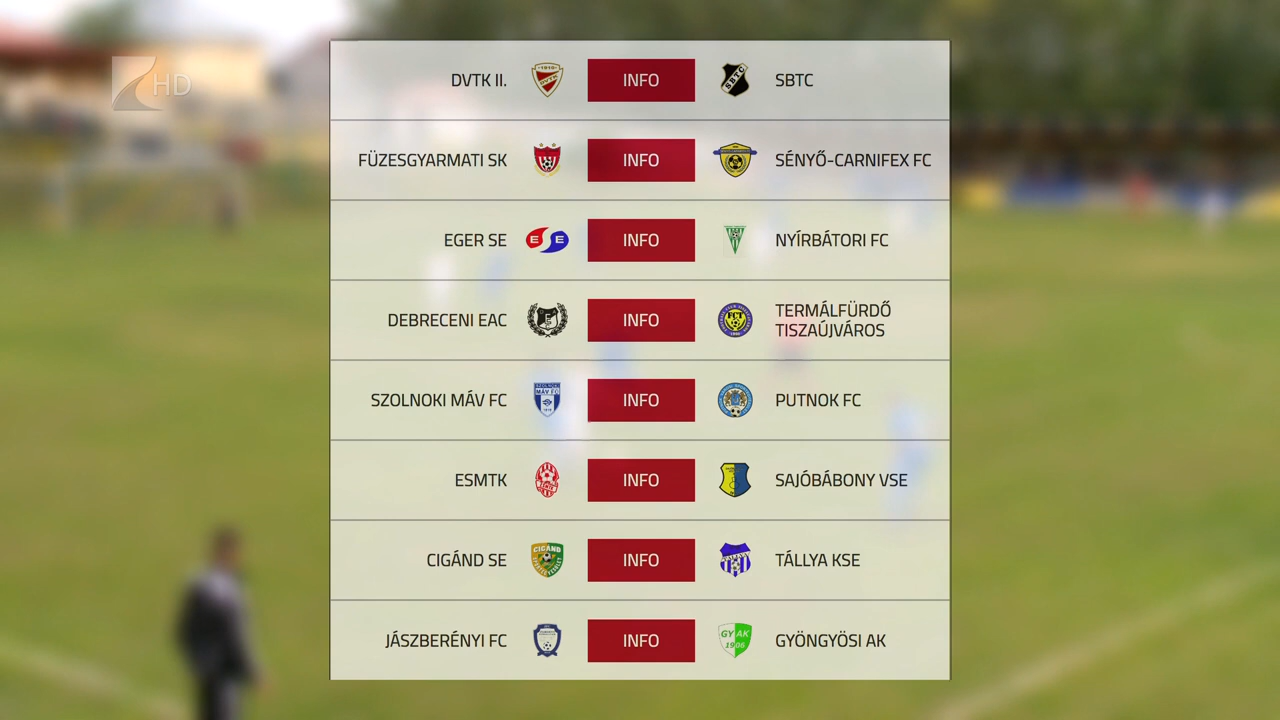 HD
DVTK II. INFO SBTC
FÜZESGYARMATI SK INFO SÉNYŐ-CARNIFEX FC
EGER SE INFO NYÍRBÁTORI FC
DEBRECENI EAC INFO TERMÁLFÜRDŐ
TISZAÚJVÁROS
SZOLNOKI MÁV FC INFO PUTNOK FC
ESMTK INFO SAJÓBÁBONY VSE
CIGÁND SE INFO TÁLLYA KSE
JÁSZBERÉNYI FC INFO GYÖNGYÖSI AK